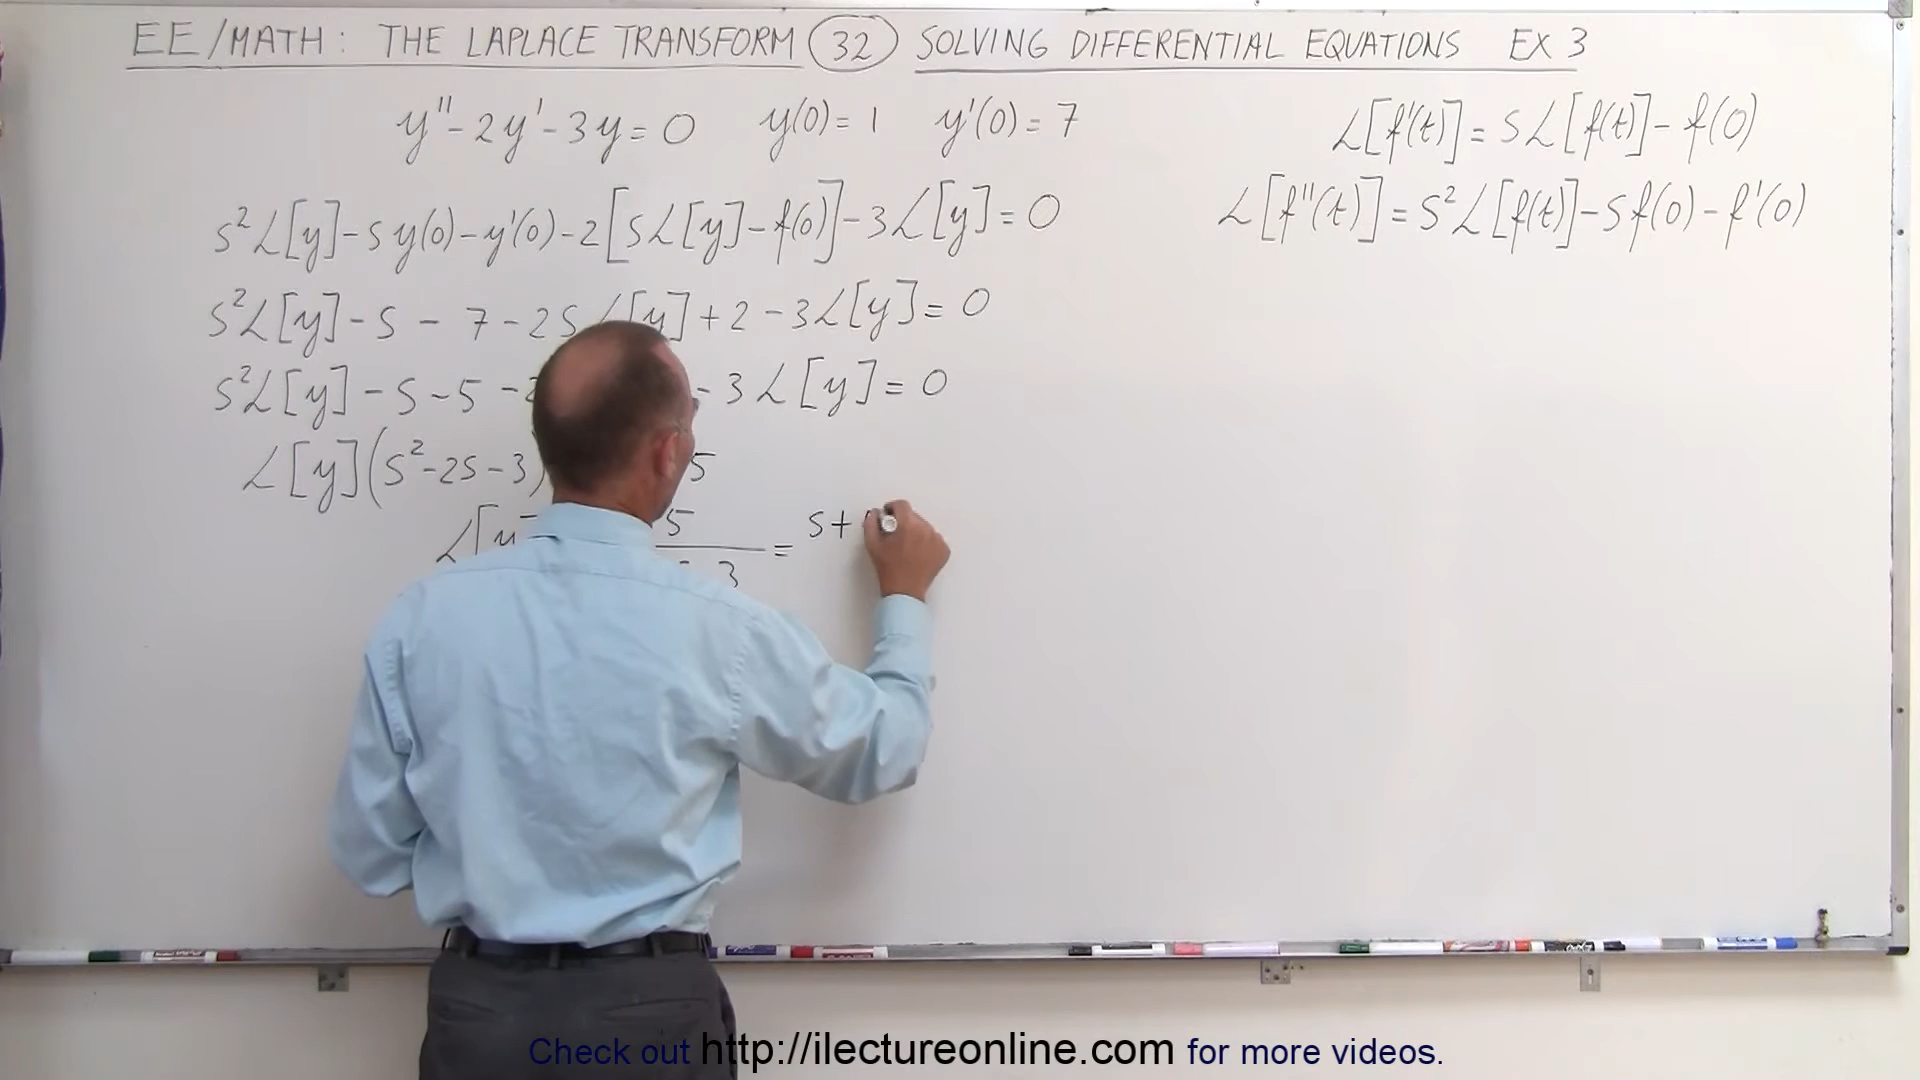 EE/MATH: THE LAPLACE TRANSFORM 32 SOLVING DIFFERENTIAL EQUATIONS EX 3
y''-2y'-3y=0 y(0)=1 y'(0)=7
ℒ[f'(t)]=Sℒ[f(t)]-f(0)
ℒ[f''(t)]=S²ℒ[f(t)]-Sf(0)-f'(0)
S²ℒ[y]-Sy(0)-y'(0)-2[Sℒ[y]-f(0)]-3ℒ[y]=0
S²ℒ[y]-S-7-2Sℒ[y]+2-3ℒ[y]=0
S²ℒ[y]-S-5- -3ℒ[y]=0
ℒ[y](S²-2S-3) 5
ℒ[y 5 = S+
3
Check out http://ilectureonline.com for more videos.